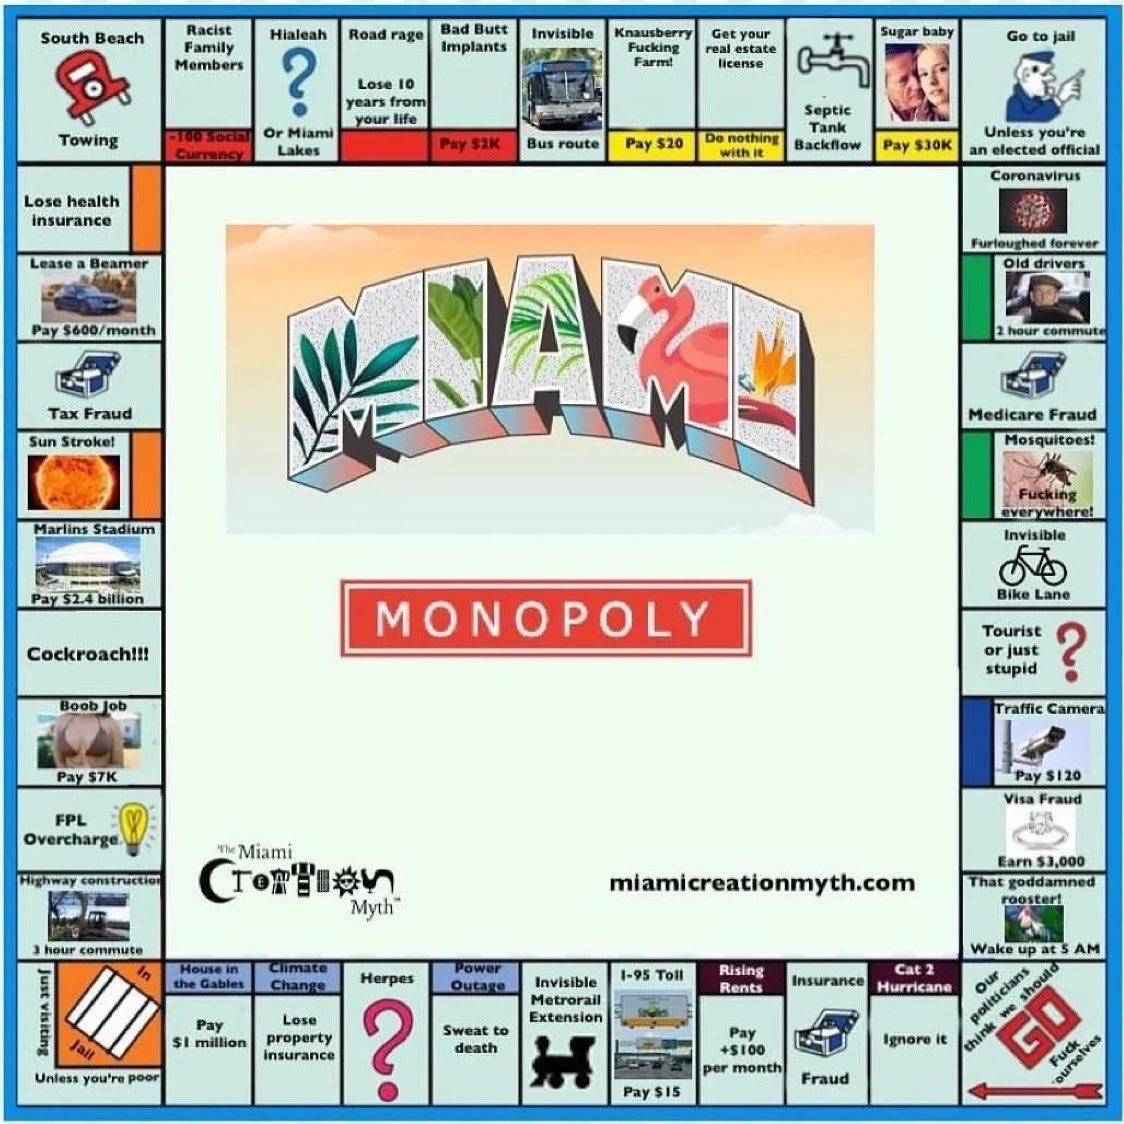 South Beach
Towing
Racist
Family
Members
-100 Social
Currency
Hialeah
?
Or Miami
Lakes
Road rage
Lose 10
years from
your life
Bad Butt
Implants
Pay $2K
Invisible
Bus route
Knausberry
Fucking
Farm!
Pay $20
Get your
real estate
license
Do nothing
with it
Septic
Tank
Backflow
Sugar baby
Pay $30K
Go to jail
Unless you're
an elected official
Lose health
insurance
Lease a Beamer
Pay $600/month
Tax Fraud
Sun Stroke!
Marlins Stadium
Pay $2.4 billion
Cockroach!!!
Boob Job
Pay $7K
FPL
Overcharge
Highway construction
3 hour commute
MIAMI
MONOPOLY
The Miami
Creation
Myth™
miamicreationmyth.com
Coronavirus
Furloughed forever
Old drivers
2 hour commute
Medicare Fraud
Mosquitoes!
Fucking
everywhere!
Invisible
Bike Lane
Tourist
or just
stupid
?
Traffic Camera
Pay $120
Visa Fraud
Earn $3,000
That goddamned
rooster!
Wake up at 5 AM
Just visiting
In
Jail
Unless you're poor
House in
the Gables
Pay
$1 million
Climate
Change
Lose
property
insurance
Herpes
?
Power
Outage
Sweat to
death
Invisible
Metrorail
Extension
I-95 Toll
Pay $15
Rising
Rents
Pay
+$100
per month
Insurance
Fraud
Cat 2
Hurricane
Ignore it
Our
politicians
think we should
GO
Fuck
ourselves